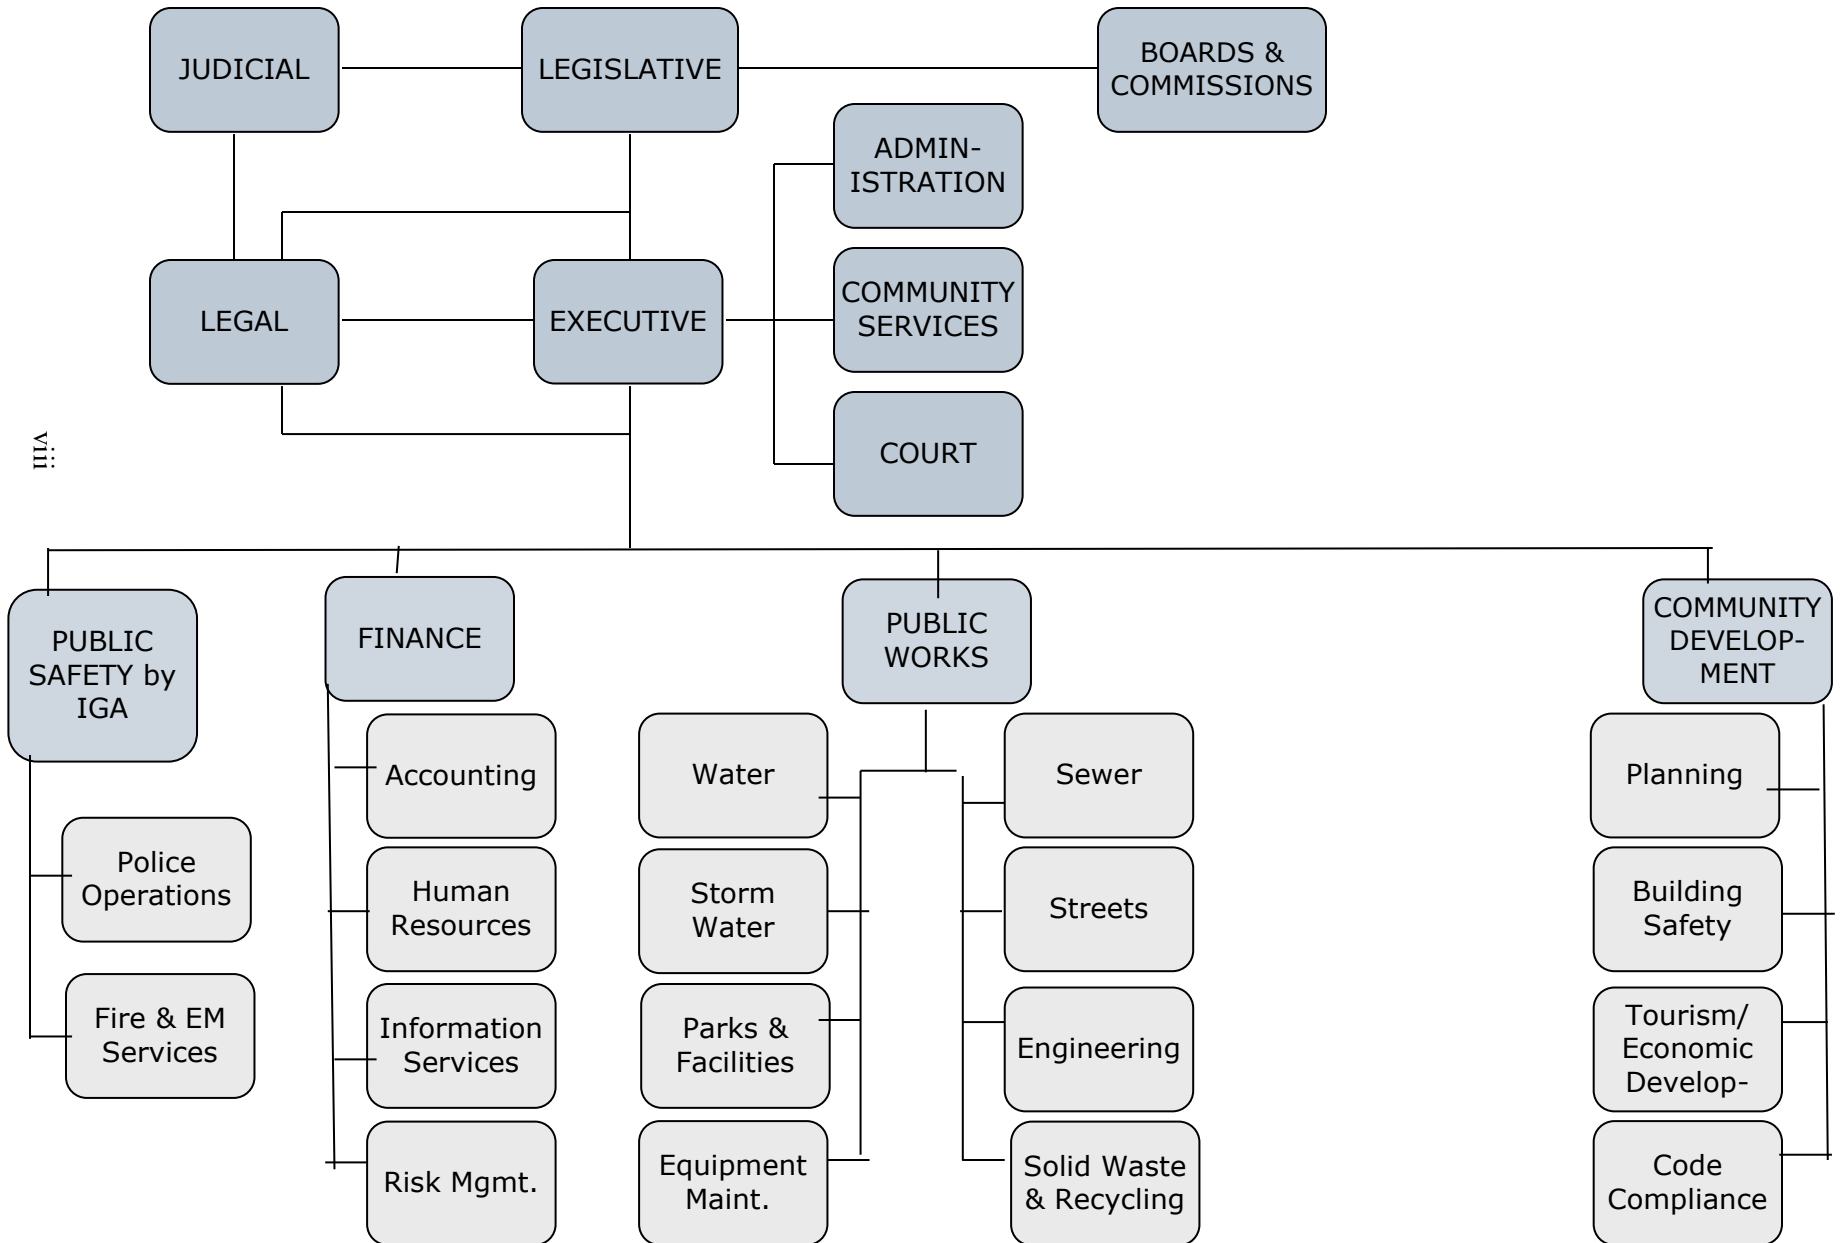 JUDICIAL
LEGISLATIVE
BOARDS &
COMMISSIONS
ADMIN-
ISTRATION
LEGAL
EXECUTIVE
COMMUNITY
SERVICES
COURT
viii
PUBLIC
SAFETY by
IGA
FINANCE
PUBLIC
WORKS
COMMUNITY
DEVELOP-
MENT
Police
Operations
Fire & EM
Services
Accounting
Human
Resources
Information
Services
Risk Mgmt.
Water
Storm
Water
Parks &
Facilities
Equipment
Maint.
Sewer
Streets
Engineering
Solid Waste
& Recycling
Planning
Building
Safety
Tourism/
Economic
Develop-
Code
Compliance